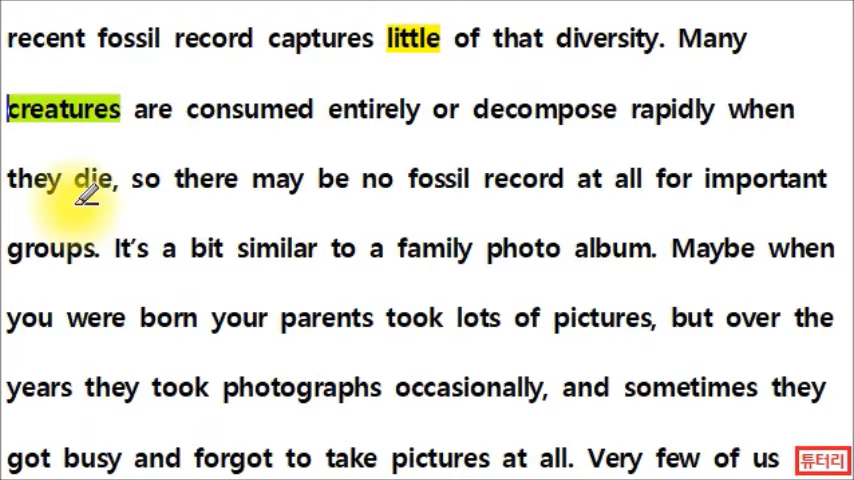 recent fossil record captures little of that diversity. Many
creatures are consumed entirely or decompose rapidly when
they die, so there may be no fossil record at all for important
groups. It's a bit similar to a family photo album. Maybe when
you were born your parents took lots of pictures, but over the
years they took photographs occasionally, and sometimes they
got busy and forgot to take pictures at all. Very few of us
튜터리